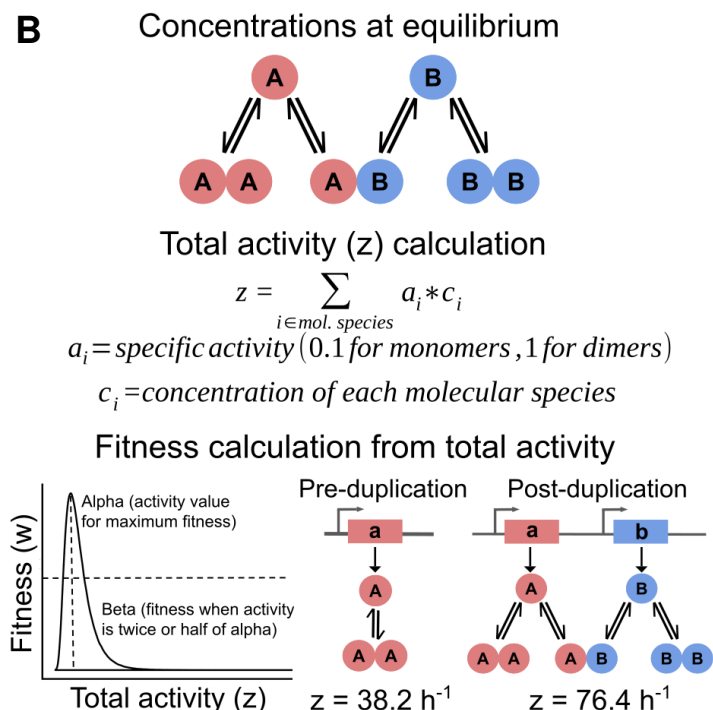 B
Concentrations at equilibrium
A B
A A A B B B
Total activity (z) calculation
z = ∑ a_i * c_i
i∈mol. species
a_i = specific activity (0.1 for monomers, 1 for dimers)
c_i = concentration of each molecular species
Fitness calculation from total activity
Fitness (w)
Alpha (activity value
for maximum fitness)
Beta (fitness when activity
is twice or half of alpha)
Total activity (z)
Pre-duplication
a
A
A A
z = 38.2 h⁻¹
Post-duplication
a b
A B
A A A B B B
z = 76.4 h⁻¹